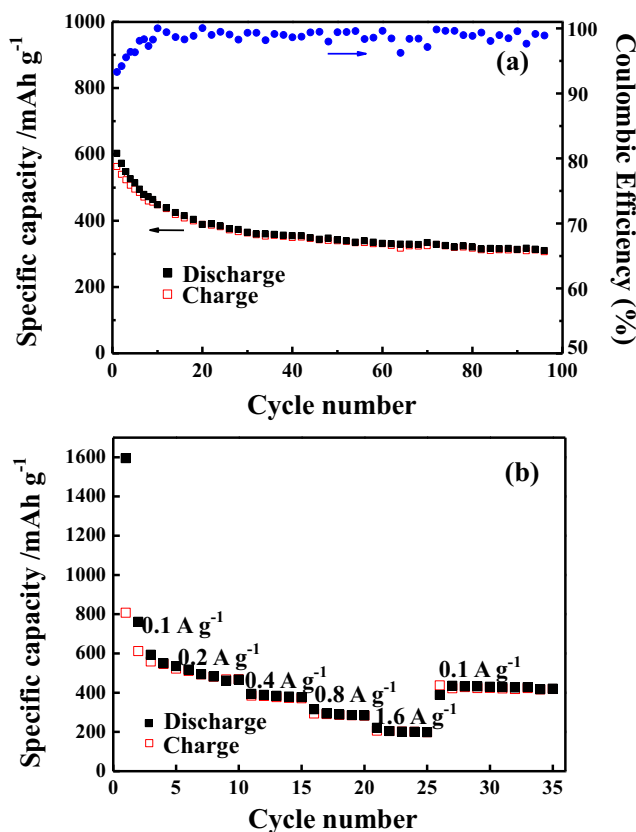 1000
800
600
400
200
0
Specific capacity /mAh g-1
100
90
80
70
60
50
Coulombic Efficiency (%)
(a)
Discharge
Charge
0 20 40 60 80 100
Cycle number
1600
1400
1200
1000
800
600
400
200
0
Specific capacity /mAh g-1
(b)
0.1 A g-1
0.2 A g-1
0.4 A g-1
0.8 A g-1
1.6 A g-1
0.1 A g-1
Discharge
Charge
0 5 10 15 20 25 30 35
Cycle number